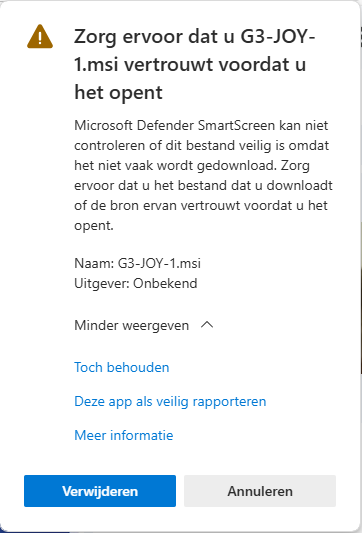 Zorg ervoor dat u G3-JOY-
1.msi vertrouwt voordat u
het opent
Microsoft Defender SmartScreen kan niet
controleren of dit bestand veilig is omdat
het niet vaak wordt gedownload. Zorg
ervoor dat u het bestand dat u downloadt
of de bron ervan vertrouwt voordat u het
opent.
Naam: G3-JOY-1.msi
Uitgever: Onbekend
Minder weergeven
Toch behouden
Deze app als veilig rapporteren
Meer informatie
Verwijderen
Annuleren